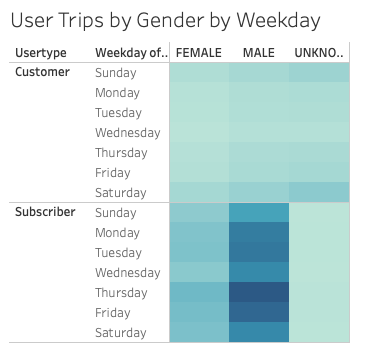 User Trips by Gender by Weekday
Usertype Weekday of.. FEMALE MALE UNKNO..
Customer Sunday
Monday
Tuesday
Wednesday
Thursday
Friday
Saturday
Subscriber Sunday
Monday
Tuesday
Wednesday
Thursday
Friday
Saturday